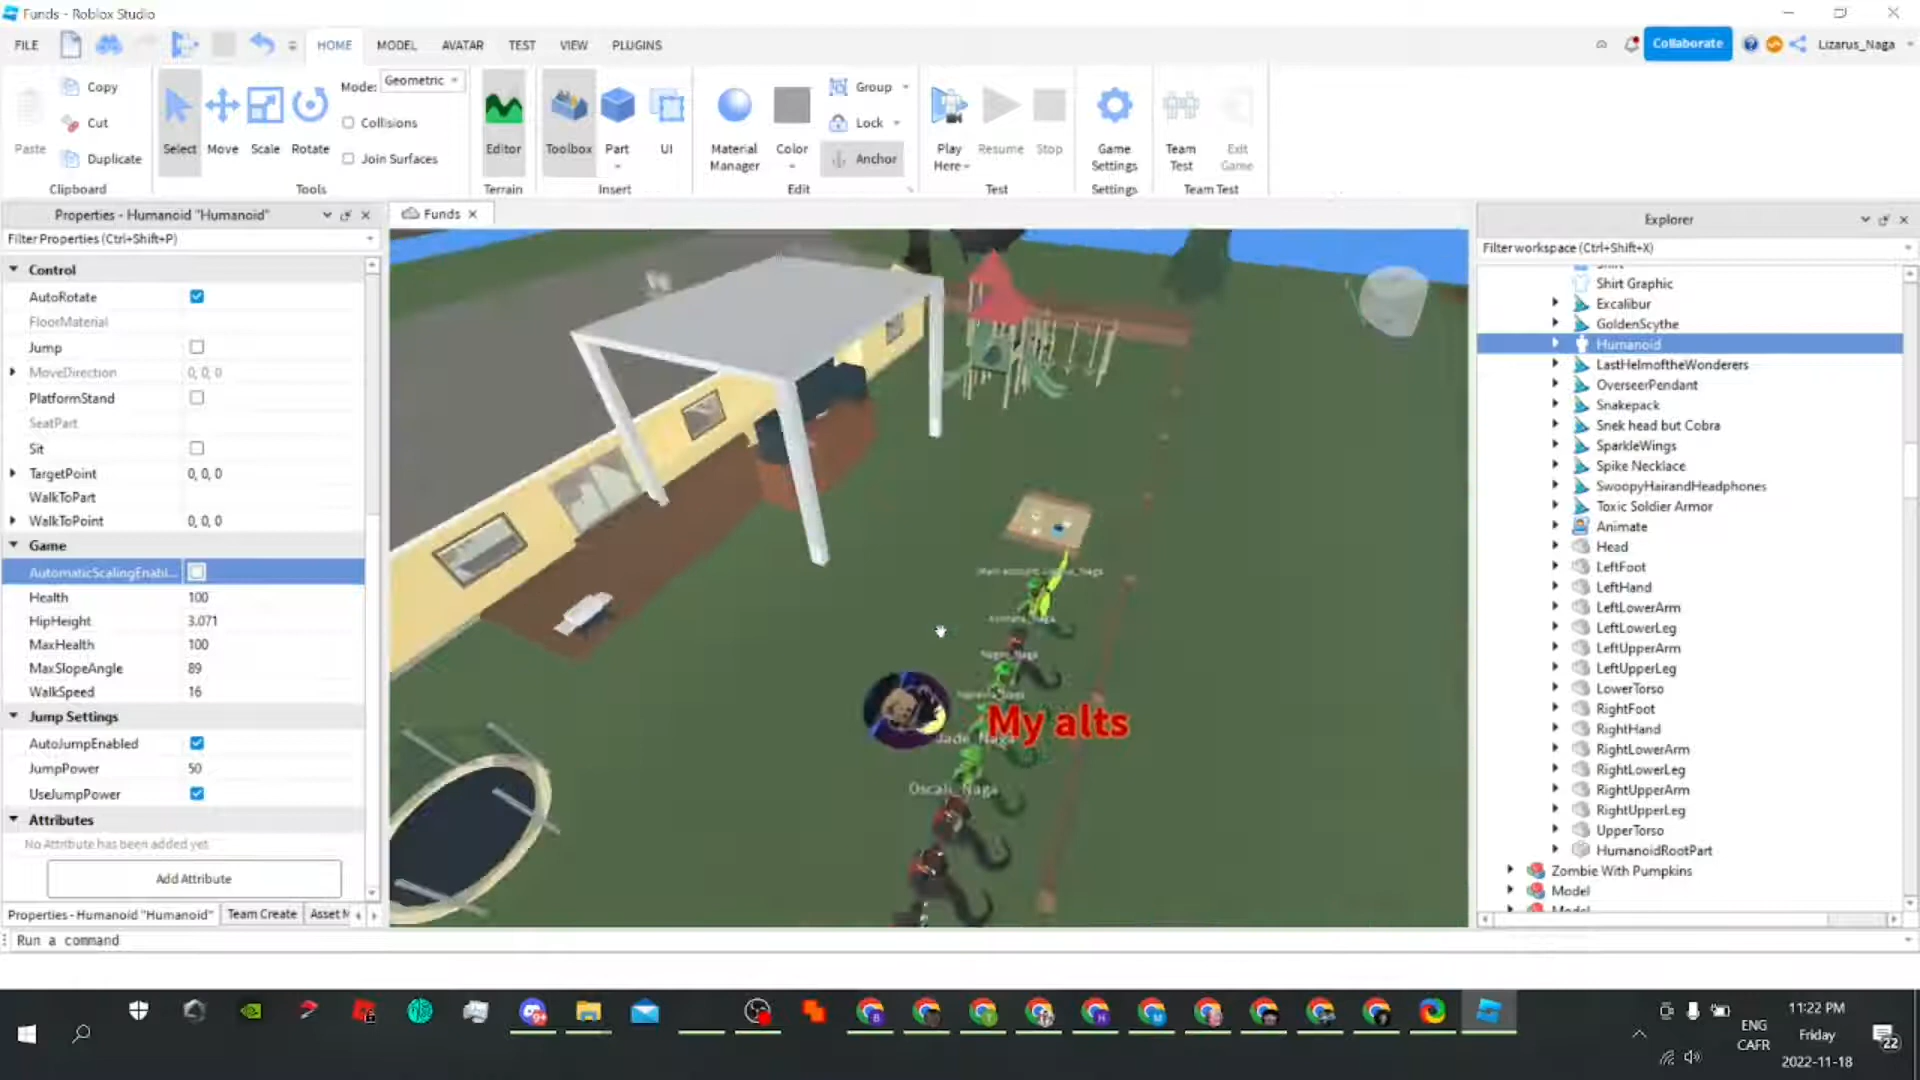 Funds - Roblox Studio
FILE
HOME
MODEL
AVATAR
TEST
VIEW
PLUGINS
Collaborate
Lizarus_Naga
Paste
Copy
Cut
Duplicate
Clipboard
Select
Move
Scale
Rotate
Mode:
Geometric
Collisions
Join Surfaces
Tools
Editor
Terrain
Toolbox
Part
UI
Insert
Material
Manager
Color
Group
Lock
Anchor
Edit
Play
Here
Resume
Stop
Test
Game
Settings
Settings
Team
Test
Exit
Game
Team Test
Properties - Humanoid "Humanoid"
Filter Properties (Ctrl+Shift+P)
Control
AutoRotate
FloorMaterial
Jump
MoveDirection 0, 0, 0
PlatformStand
SeatPart
Sit
TargetPoint 0, 0, 0
WalkToPart
WalkToPoint 0, 0, 0
Game
AutomaticScalingEnabl...
Health 100
HipHeight 3.071
MaxHealth 100
MaxSlopeAngle 89
WalkSpeed 16
Jump Settings
AutoJumpEnabled
JumpPower 50
UseJumpPower
Attributes
No Attribute has been added yet
Add Attribute
Properties - Humanoid "Humanoid"
Team Create
Asset M
Run a command
Funds
My alts
Jade_Naga
Oscali_Naga
Explorer
Filter workspace (Ctrl+Shift+X)
Shirt
Shirt Graphic
Excalibur
GoldenScythe
Humanoid
LastHelmoftheWonderers
OverseerPendant
Snakepack
Snek head but Cobra
SparkleWings
Spike Necklace
SwoopyHairandHeadphones
Toxic Soldier Armor
Animate
Head
LeftFoot
LeftHand
LeftLowerArm
LeftLowerLeg
LeftUpperArm
LeftUpperLeg
LowerTorso
RightFoot
RightHand
RightLowerArm
RightLowerLeg
RightUpperArm
RightUpperLeg
UpperTorso
HumanoidRootPart
Zombie With Pumpkins
Model
Model
ENG
CAFR
11:22 PM
Friday
2022-11-18
22